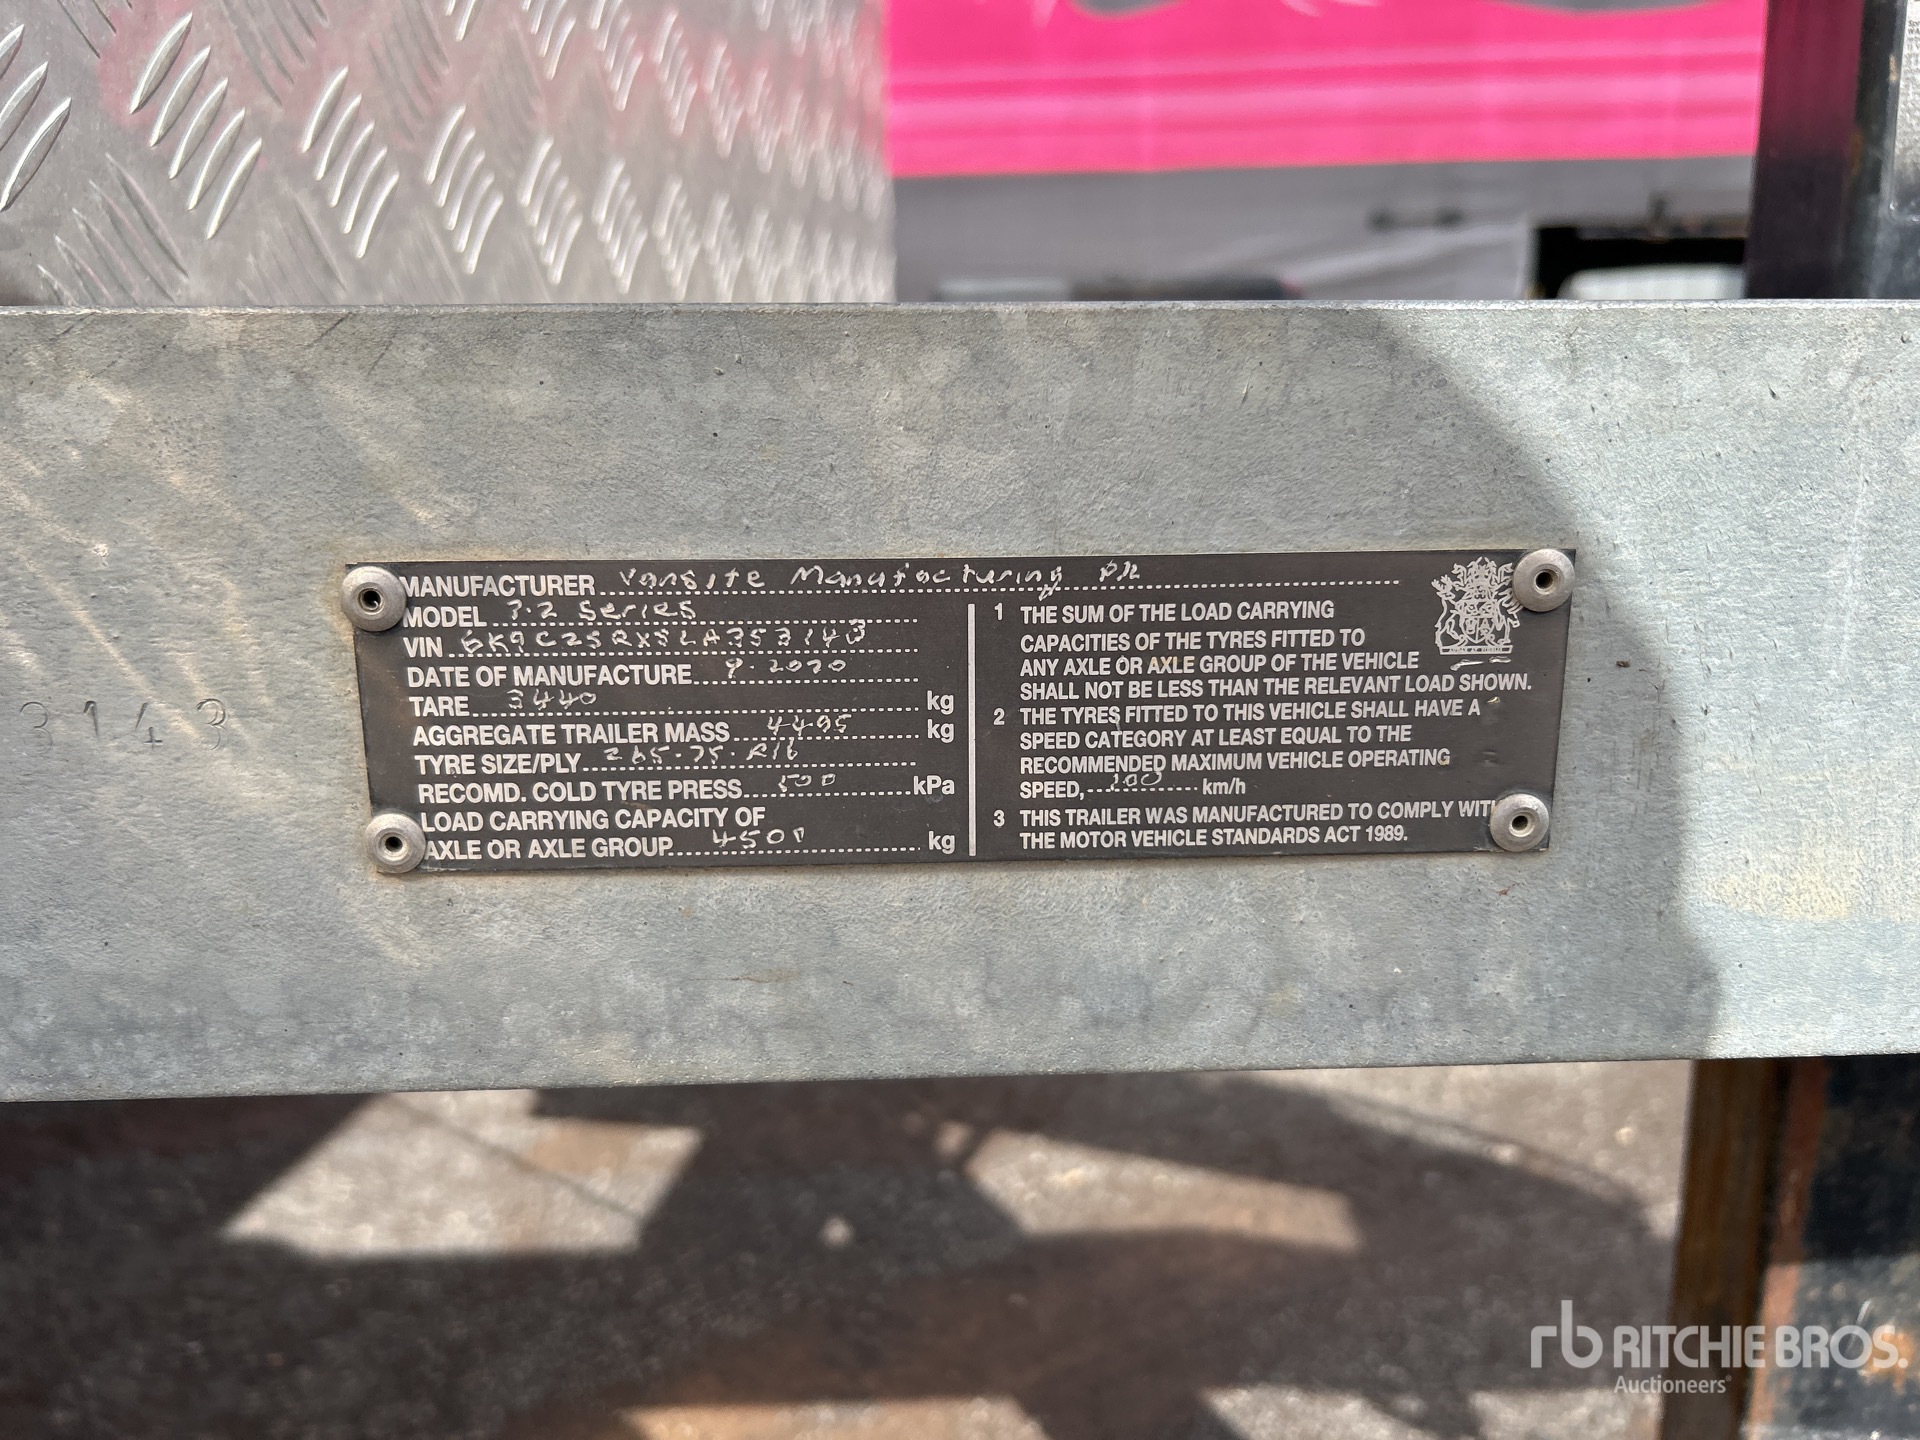 MANUFACTURER Vansite Manufacturing P/L
MODEL 7.2 Series
VIN 6K9C25RX5LA353143
DATE OF MANUFACTURE 9.2020
TARE 3440 kg
AGGREGATE TRAILER MASS 4495 kg
TYRE SIZE/PLY 265.75.R16
RECOMD. COLD TYRE PRESS 500 kPa
LOAD CARRYING CAPACITY OF
AXLE OR AXLE GROUP 4500 kg
1 THE SUM OF THE LOAD CARRYING
CAPACITIES OF THE TYRES FITTED TO
ANY AXLE OR AXLE GROUP OF THE VEHICLE
SHALL NOT BE LESS THAN THE RELEVANT LOAD SHOWN.
2 THE TYRES FITTED TO THIS VEHICLE SHALL HAVE A
SPEED CATEGORY AT LEAST EQUAL TO THE
RECOMMENDED MAXIMUM VEHICLE OPERATING
SPEED, 100 km/h
3 THIS TRAILER WAS MANUFACTURED TO COMPLY WITH
THE MOTOR VEHICLE STANDARDS ACT 1989.
3143
rb RITCHIE BROS.
Auctioneers